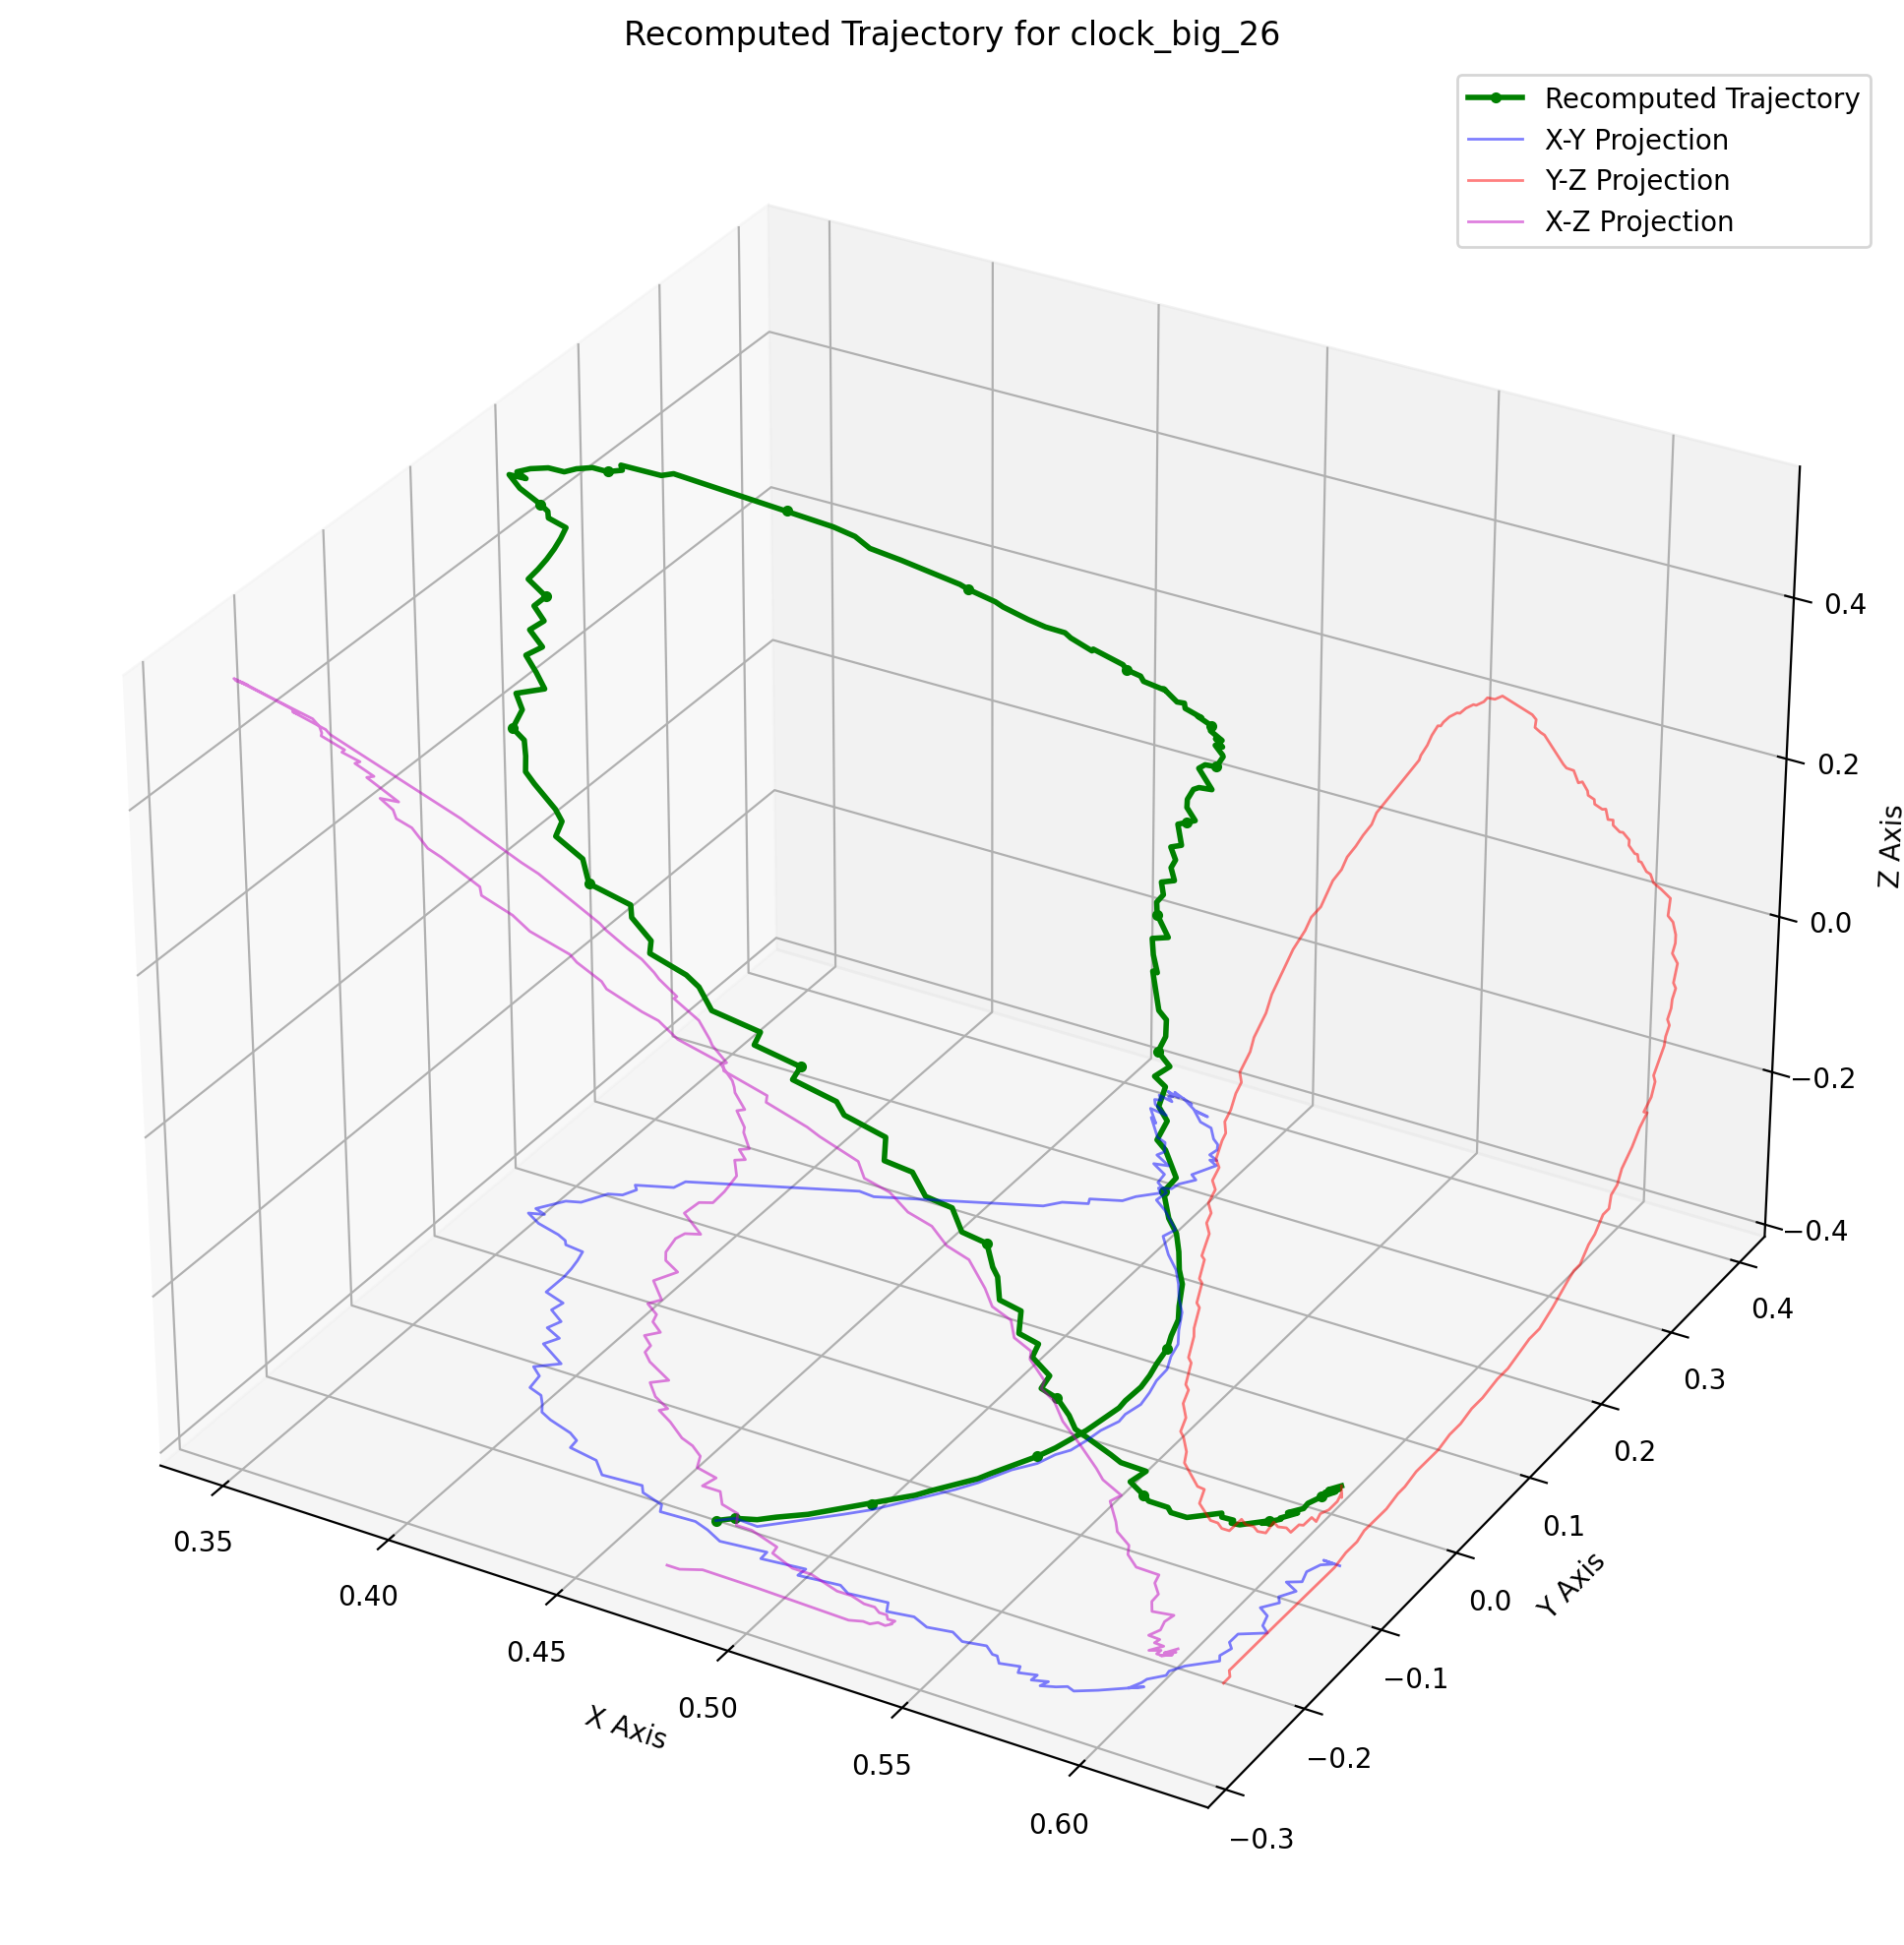 Recomputed Trajectory for clock_big_26
Recomputed Trajectory
X-Y Projection
Y-Z Projection
X-Z Projection
0.4
0.2
0.0
−0.2
−0.4
Z Axis
0.4
0.3
0.2
0.1
0.0
−0.1
−0.2
−0.3
Y Axis
0.35
0.40
0.45
0.50
0.55
0.60
X Axis